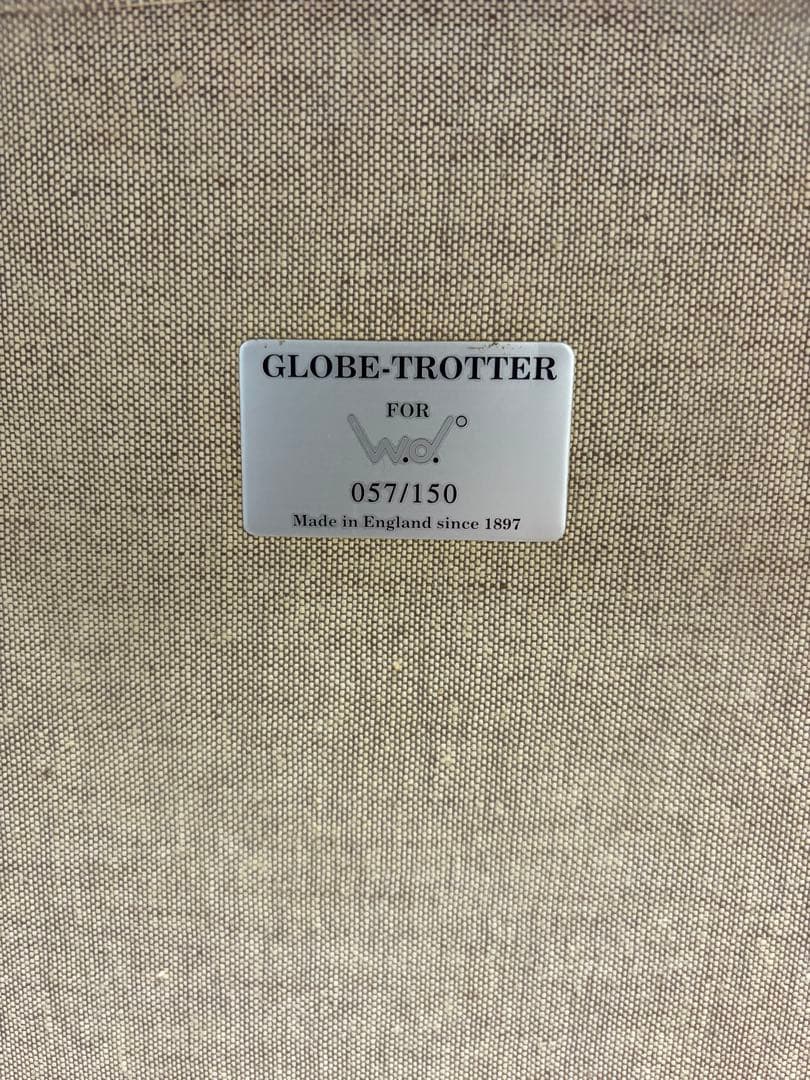 GLOBE-TROTTER
FOR
w.d.°
057/150
Made in England since 1897